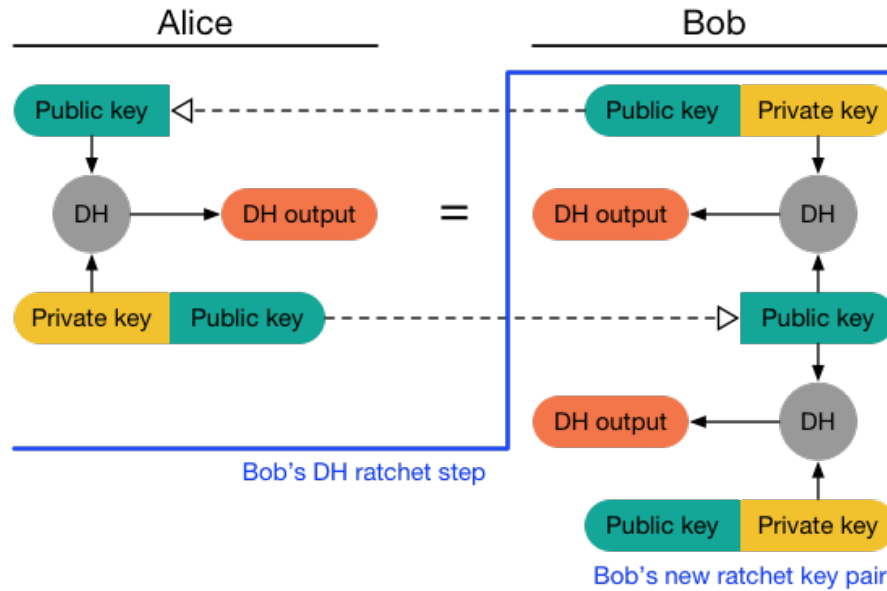 Alice
Bob
Public key
Public key
Private key
DH
DH output
=
DH output
DH
Private key
Public key
Public key
DH output
DH
Bob’s DH ratchet step
Public key
Private key
Bob’s new ratchet key pair